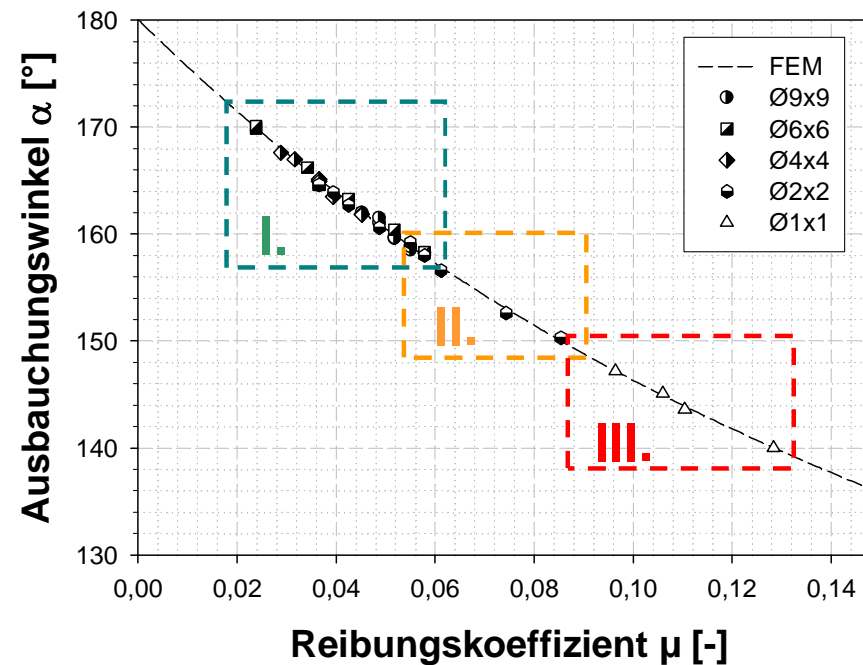 Ausbauchungswinkel α [°]
180
170
160
150
140
130
FEM
Ø9x9
Ø6x6
Ø4x4
Ø2x2
Ø1x1
I.
II.
III.
0,00 0,02 0,04 0,06 0,08 0,10 0,12 0,14
Reibungskoeffizient µ [-]